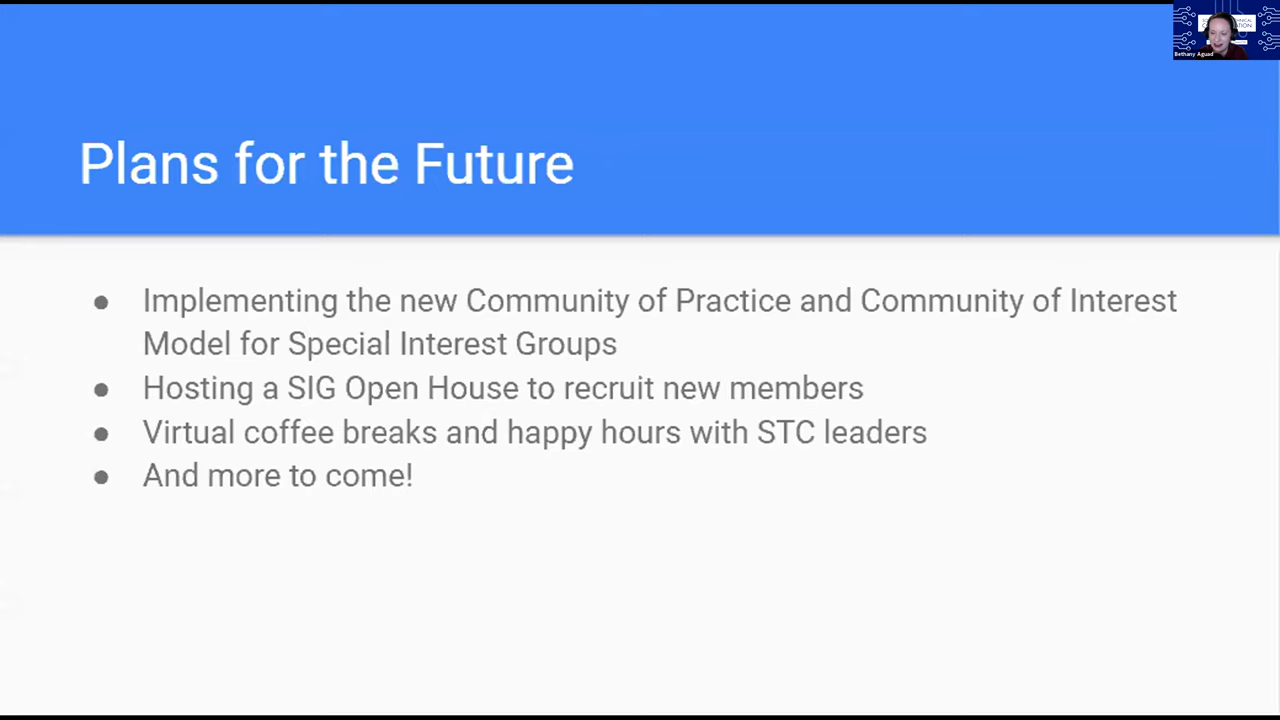 Bethany Aguad
Plans for the Future
● Implementing the new Community of Practice and Community of Interest
Model for Special Interest Groups
● Hosting a SIG Open House to recruit new members
● Virtual coffee breaks and happy hours with STC leaders
● And more to come!